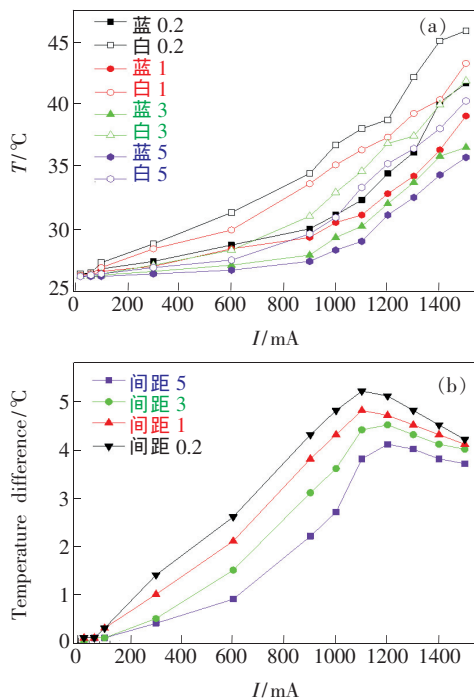 (a)
蓝 0.2
白 0.2
蓝 1
白 1
蓝 3
白 3
蓝 5
白 5
T/℃
45
40
35
30
25
0 200 400 600 800 1000 1200 1400
I/mA
(b)
间距 5
间距 3
间距 1
间距 0.2
Temperature difference/℃
5
4
3
2
1
0
0 200 400 600 800 1000 1200 1400
I/mA